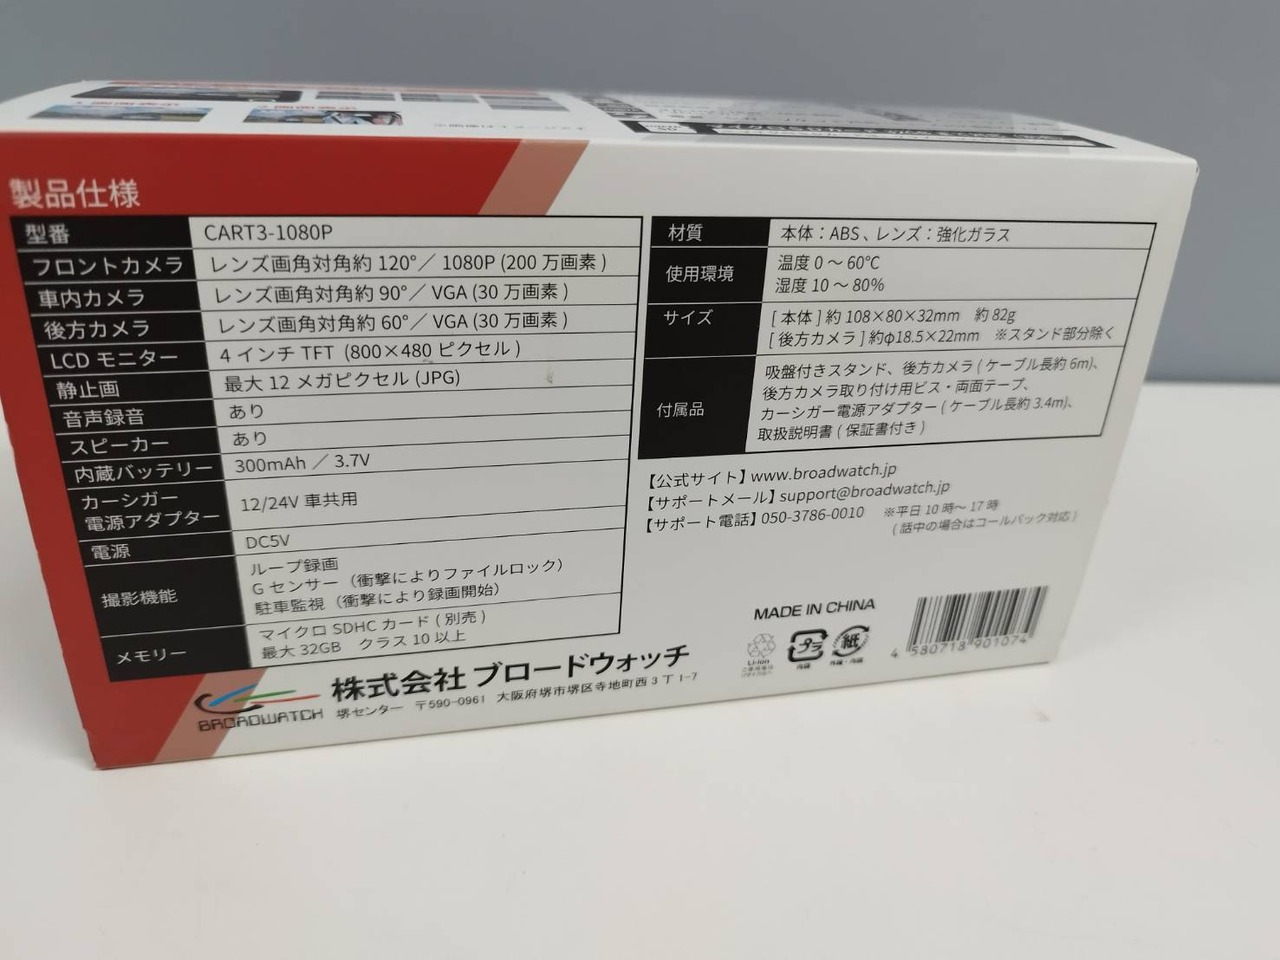 製品仕様
型番 CART3-1080P
フロントカメラ レンズ画角対角約 120°／ 1080P (200 万画素 )
車内カメラ レンズ画角対角約 90°／ VGA (30 万画素 )
後方カメラ レンズ画角対角約 60°／ VGA (30 万画素 )
LCD モニター 4 インチ TFT (800×480 ピクセル )
静止画 最大 12 メガピクセル (JPG)
音声録音 あり
スピーカー あり
内蔵バッテリー 300mAh ／ 3.7V
カーシガー
電源アダプター 12/24V 車共用
電源 DC5V
撮影機能 ループ録画
G センサー（衝撃によりファイルロック）
駐車監視（衝撃により録画開始）
メモリー マイクロ SDHC カード ( 別売 )
最大 32GB クラス 10 以上
材質 本体：ABS 、レンズ：強化ガラス
使用環境 温度 0 ～ 60℃
湿度 10 ～ 80%
サイズ [ 本体 ] 約 108×80×32mm 約 82g
[ 後方カメラ ] 約φ18.5×22mm ※スタンド部分除く
付属品 吸盤付きスタンド、後方カメラ ( ケーブル長約 6m)、
後方カメラ取り付け用ビス・両面テープ、
カーシガー電源アダプター ( ケーブル長約 3.4m)、
取扱説明書 ( 保証書付き )
【公式サイト】www.broadwatch.jp
【サポートメール】support@broadwatch.jp
【サポート電話】050-3786-0010 ※平日 10 時～ 17 時
( 話中の場合はコールバック対応 )
MADE IN CHINA
Li-ion
プラ
外装
紙
外箱・内箱
4 580718 901074
BROADWATCH
株式会社 ブロードウォッチ
堺センター 〒590-0961 大阪府堺市堺区寺地町西 3 丁 1-7